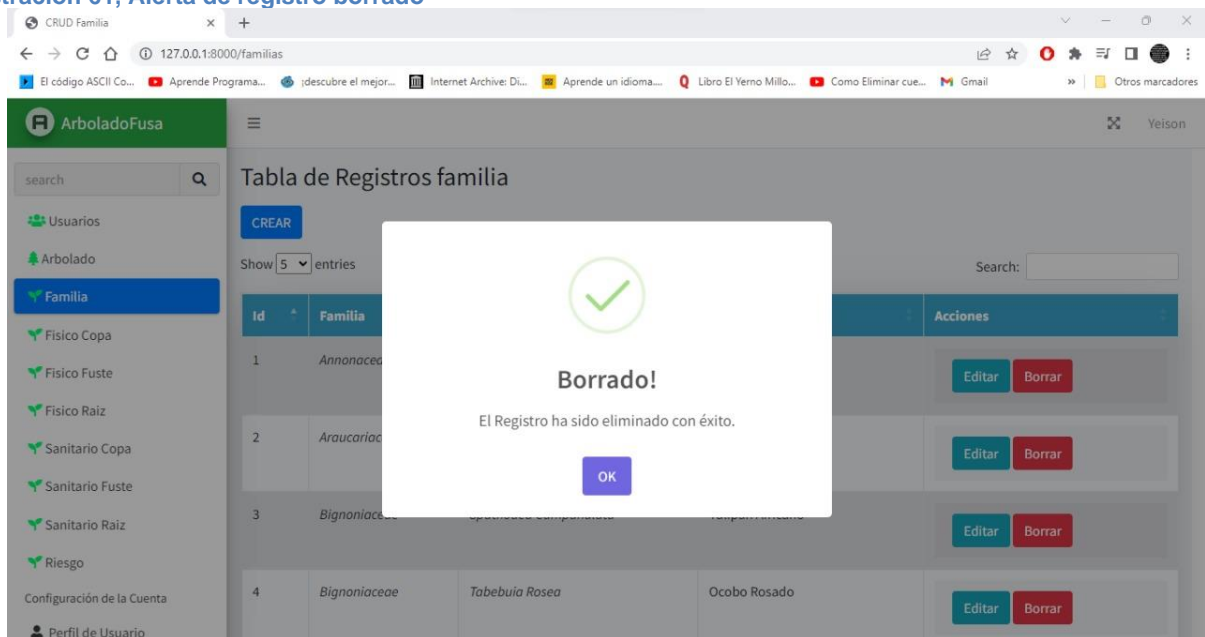 Alerta de registro borrado
CRUD Familia
127.0.0.1:8000/familias
El código ASCII Co... Aprende Programa... ¡descubre el mejor... Internet Archive: Di... Aprende un idioma.... Libro El Yerno Millo... Como Eliminar cue... Gmail » Otros marcadores
ArboladoFusa
Yeison
search
Tabla de Registros familia
Usuarios
CREAR
Arbolado
Show 5 entries
Search:
Familia
Id Familia Acciones
Fisico Copa
1 Annonacea Editar Borrar
Fisico Fuste
Borrado!
Fisico Raiz
El Registro ha sido eliminado con éxito.
Sanitario Copa
2 Araucariac Editar Borrar
OK
Sanitario Fuste
Sanitario Raiz
3 Bignoniaceae Spathodea Campanulata Tulipan Africano Editar Borrar
Riesgo
Configuración de la Cuenta
4 Bignoniaceae Tabebuia Rosea Ocobo Rosado Editar Borrar
Perfil de Usuario